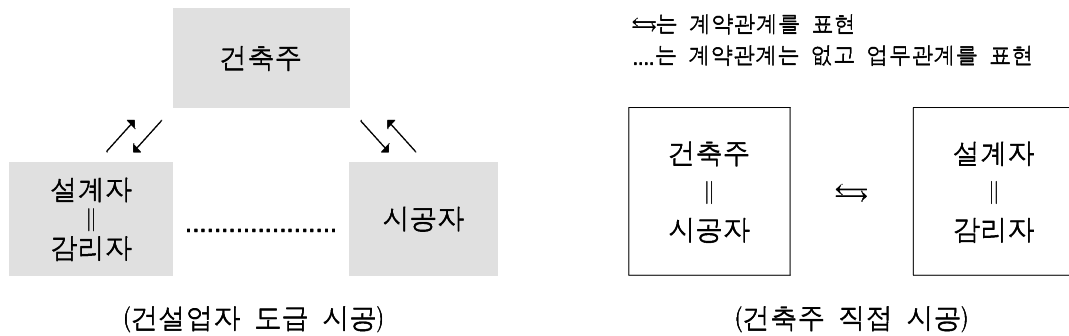 ⇆는 계약관계를 표현
....는 계약관계는 없고 업무관계를 표현
건축주
설계자
॥
감리자
시공자
(건설업자 도급 시공)
건축주
॥
시공자
⇆
설계자
॥
감리자
(건축주 직접 시공)